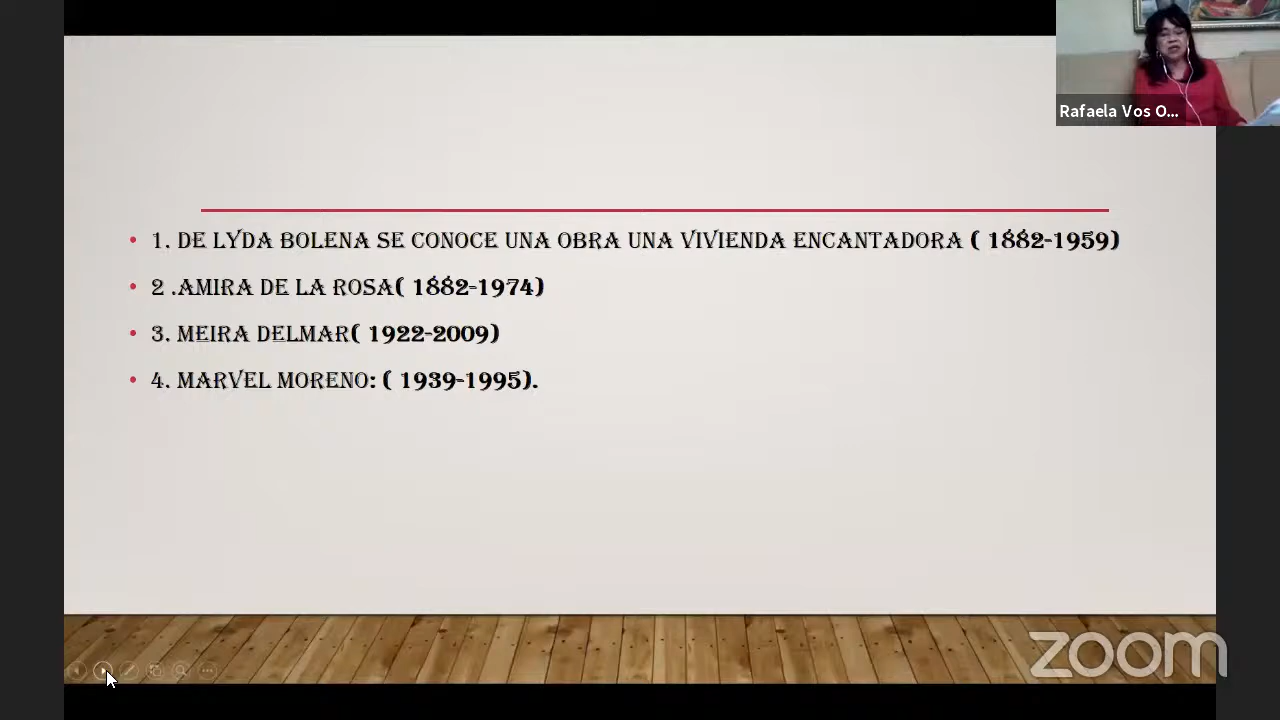 Rafaela Vos O...
• 1. DE LYDA BOLENA SE CONOCE UNA OBRA UNA VIVIENDA ENCANTADORA ( 1882-1959)
• 2 .AMIRA DE LA ROSA( 1882-1974)
• 3. MEIRA DELMAR( 1922-2009)
• 4. MARVEL MORENO: ( 1939-1995).
zoom